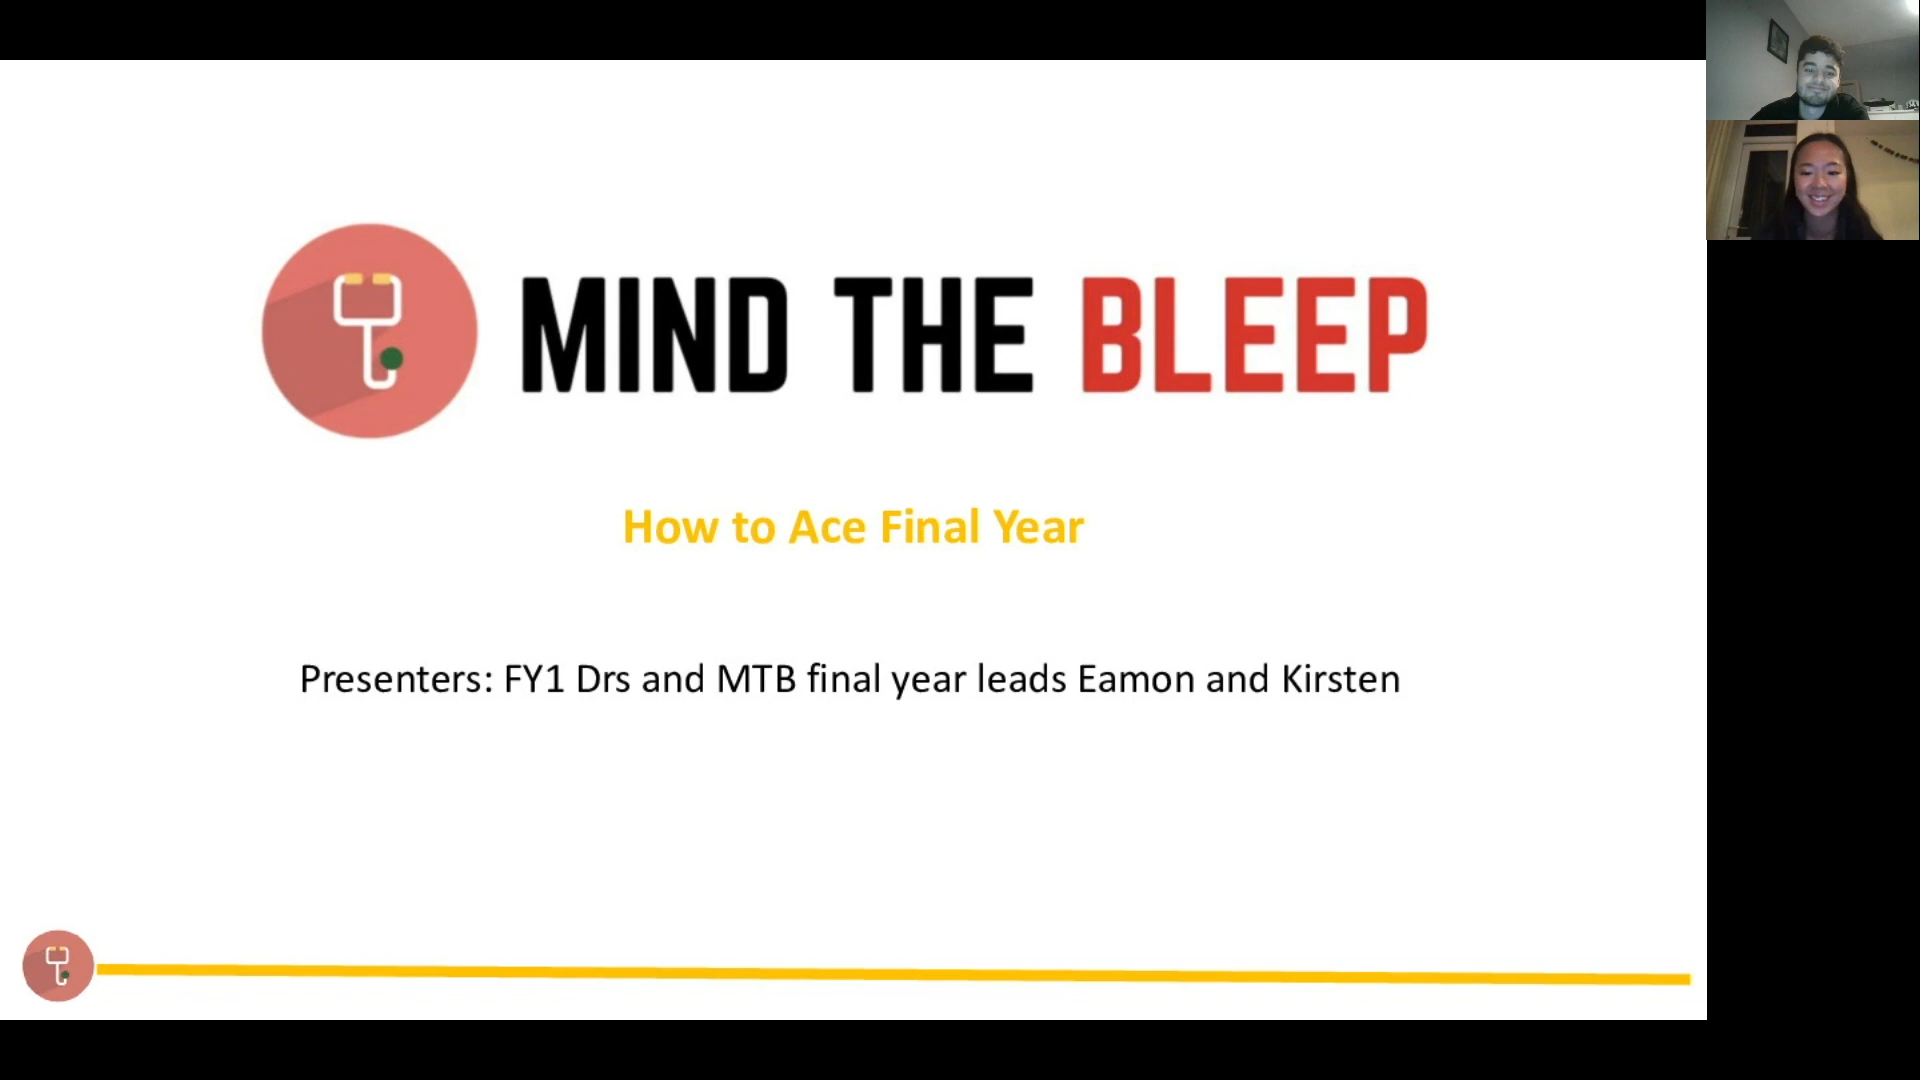 MIND THE BLEEP
How to Ace Final Year
Presenters: FY1 Drs and MTB final year leads Eamon and Kirsten